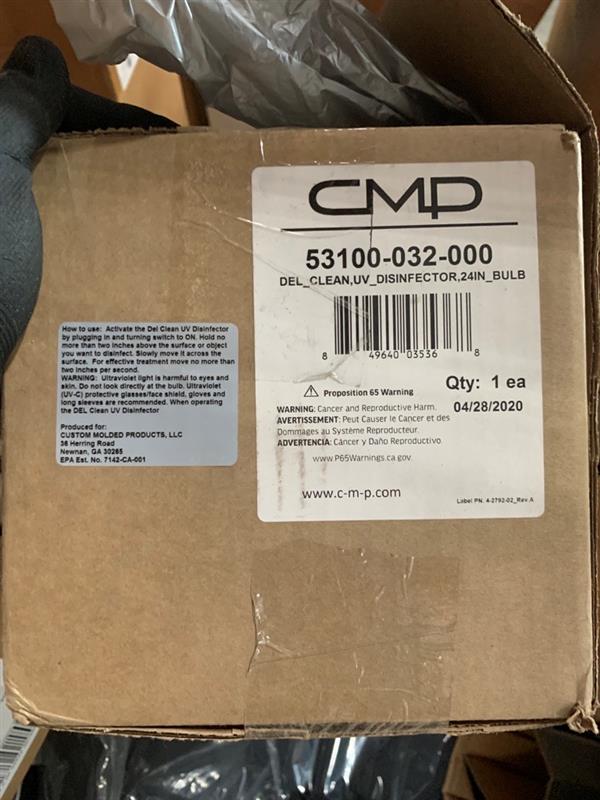 CMP
53100-032-000
DEL_CLEAN,UV_DISINFECTOR,24IN_BULB
8 49640 03536 8
Qty: 1 ea
04/28/2020
⚠ Proposition 65 Warning
WARNING: Cancer and Reproductive Harm.
AVERTISSEMENT: Peut Causer le Cancer et des
Dommages au Système Reproducteur.
ADVERTENCIA: Cáncer y Daño Reproductivo.
www.P65Warnings.ca.gov.
www.c-m-p.com
Label PN. 4-2792-02_Rev A
How to use: Activate the Del Clean UV Disinfector
by plugging in and turning switch to ON. Hold no
more than two inches above the surface or object
you want to disinfect. Slowly move it across the
surface. For effective treatment move no more than
two inches per second.
WARNING: Ultraviolet light is harmful to eyes and
skin. Do not look directly at the bulb. Ultraviolet
(UV-C) protective glasses/face shield, gloves and
long sleeves are recommended. When operating
the DEL Clean UV Disinfector
Produced for:
CUSTOM MOLDED PRODUCTS, LLC
36 Herring Road
Newnan, GA 30265
EPA Est. No. 7142-CA-001